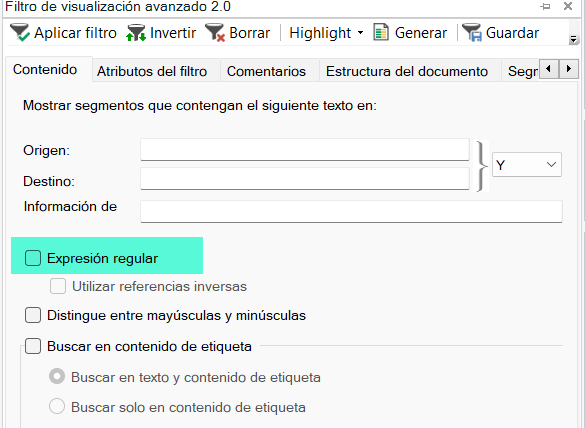 Filtro de visualización avanzado 2.0
Aplicar filtro Invertir Borrar Highlight Generar Guardar
Contenido Atributos del filtro Comentarios Estructura del documento Segr
Mostrar segmentos que contengan el siguiente texto en:
Origen:
Y
Destino:
Información de
Expresión regular
Utilizar referencias inversas
Distingue entre mayúsculas y minúsculas
Buscar en contenido de etiqueta
Buscar en texto y contenido de etiqueta
Buscar solo en contenido de etiqueta